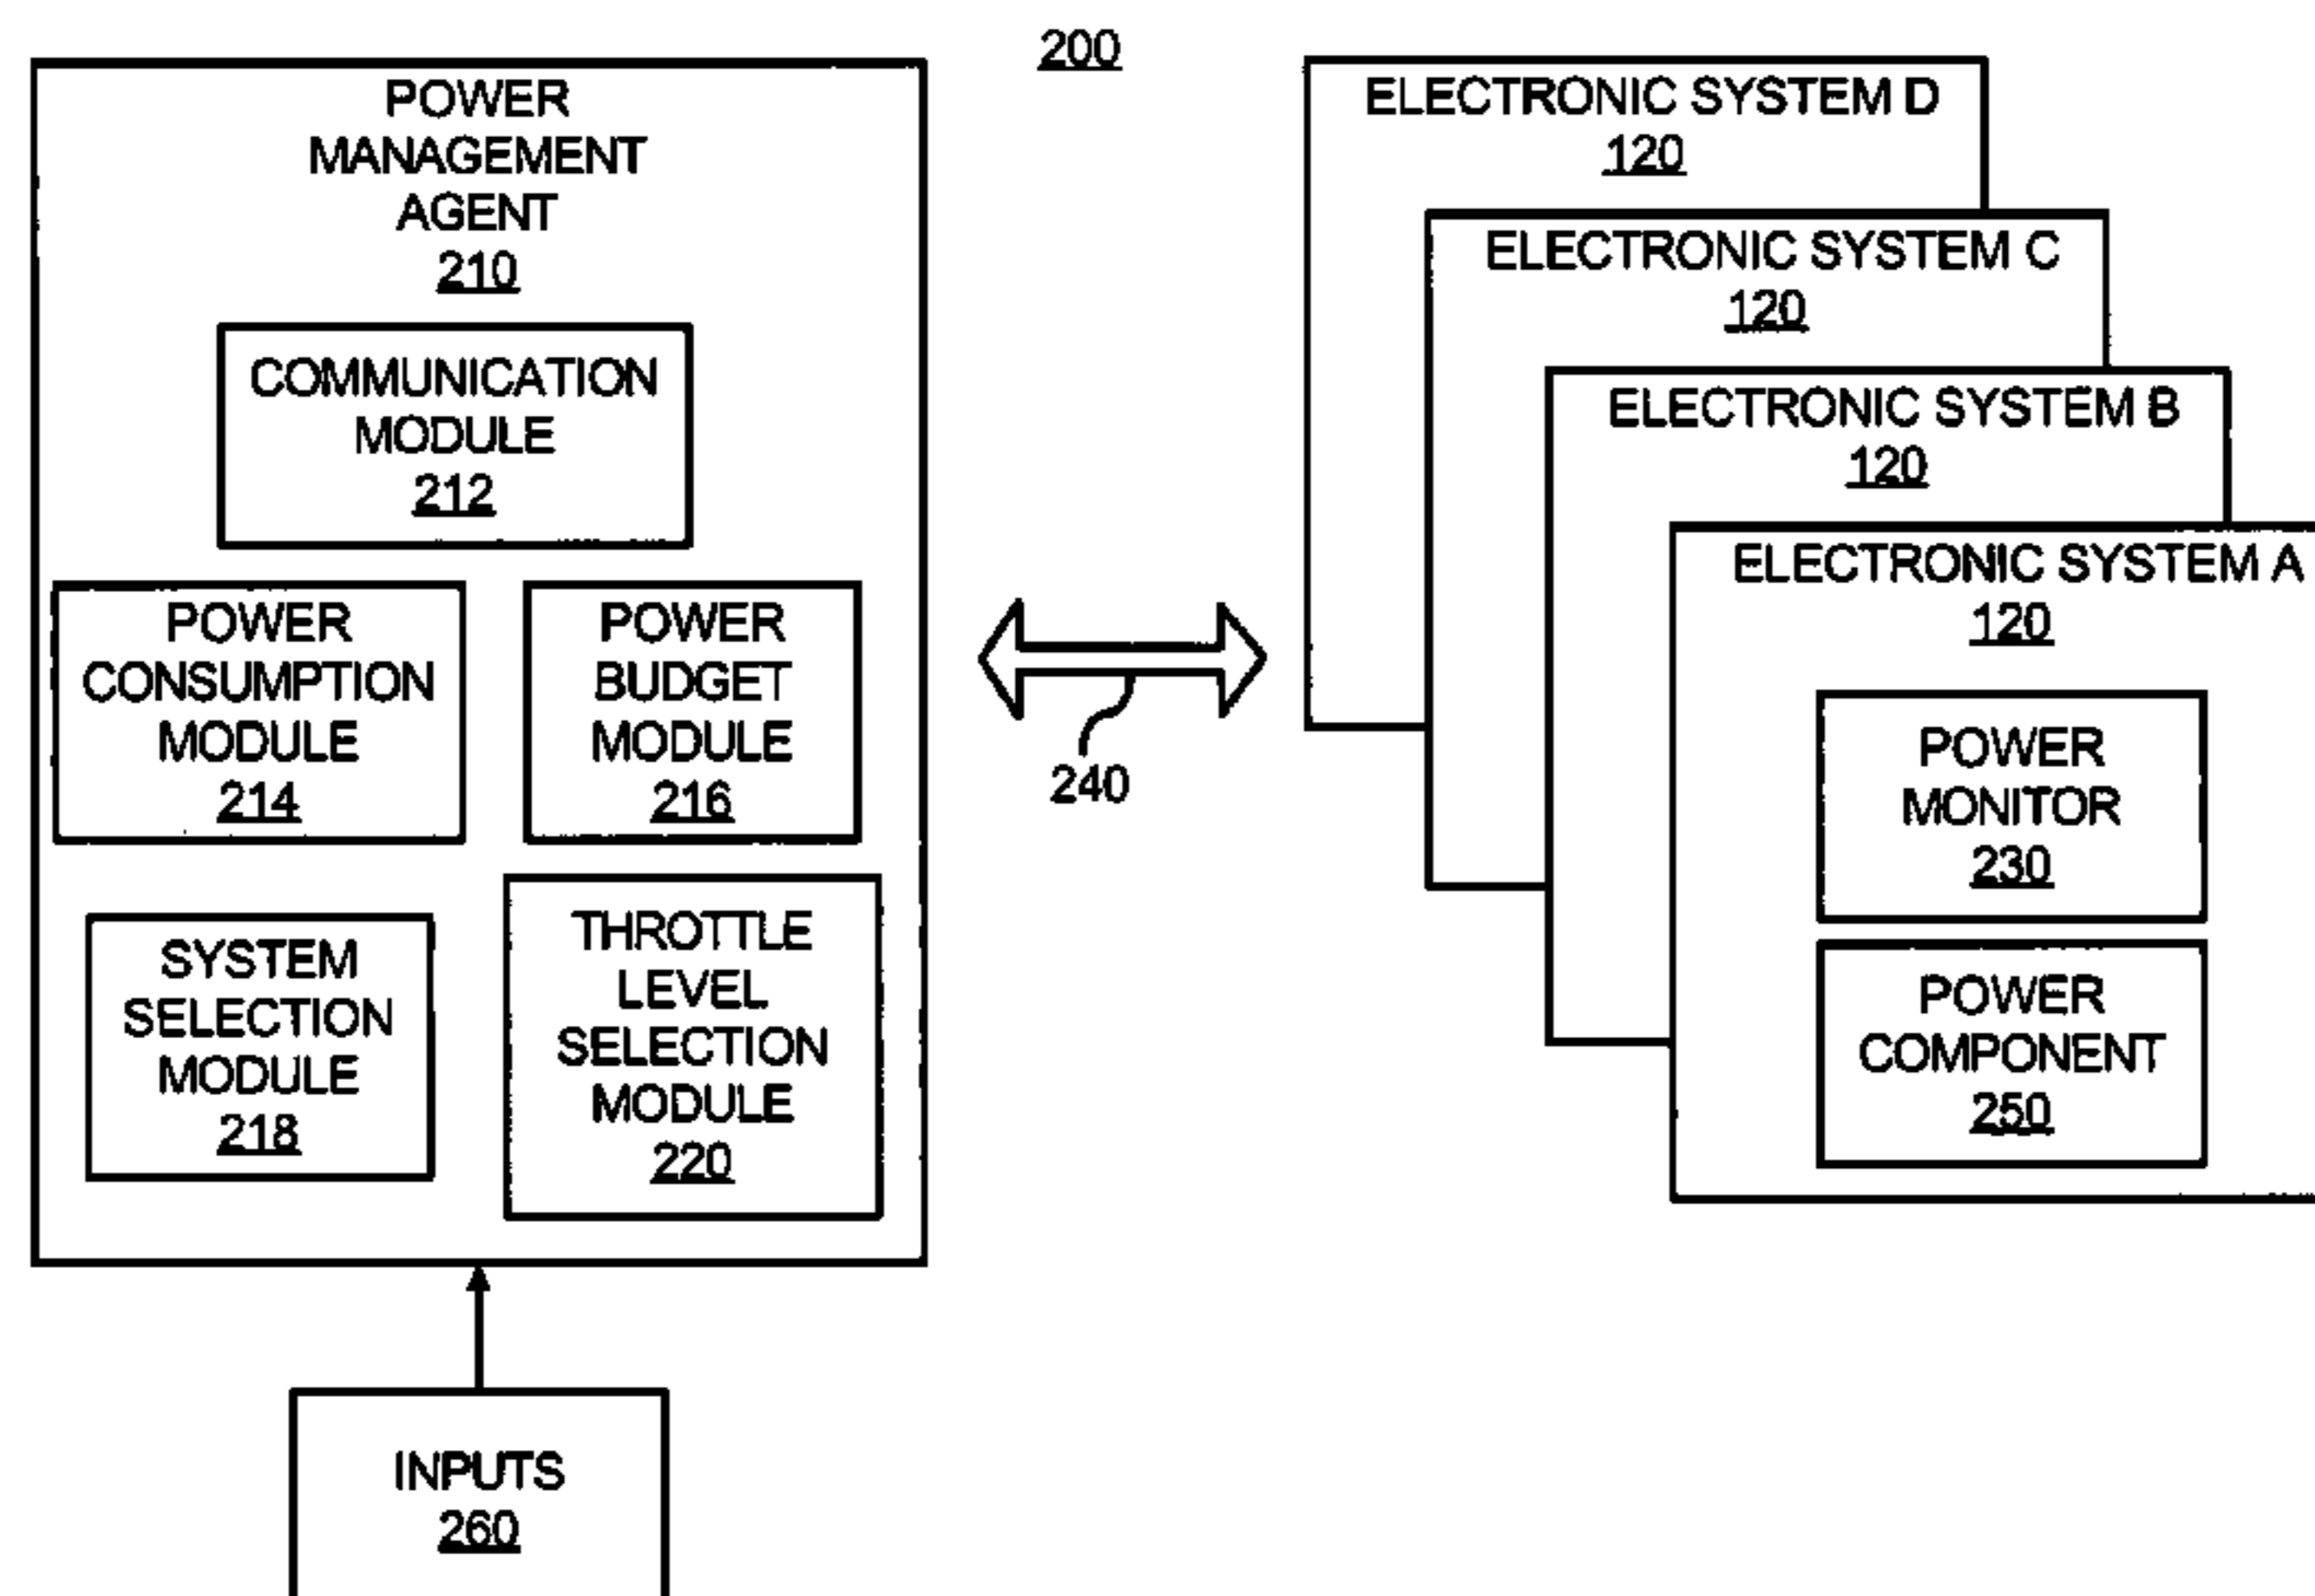 200
POWER
MANAGEMENT
AGENT
210
COMMUNICATION
MODULE
212
POWER
CONSUMPTION
MODULE
214
POWER
BUDGET
MODULE
216
SYSTEM
SELECTION
MODULE
218
THROTTLE
LEVEL
SELECTION
MODULE
220
INPUTS
260
240
ELECTRONIC SYSTEM D
120
ELECTRONIC SYSTEM C
120
ELECTRONIC SYSTEM B
120
ELECTRONIC SYSTEM A
120
POWER
MONITOR
230
POWER
COMPONENT
250